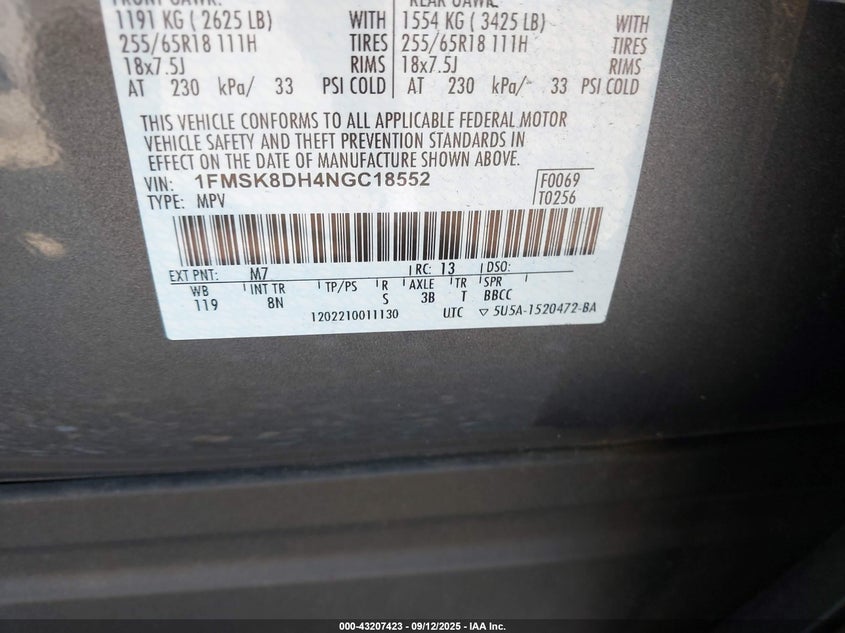 FRONT GAWR: REAR GAWR:
1191 KG ( 2625 LB) WITH 1554 KG ( 3425 LB) WITH
255/65R18 111H TIRES 255/65R18 111H TIRES
18x7.5J RIMS 18x7.5J RIMS
AT 230 kPa/ 33 PSI COLD AT 230 kPa/ 33 PSI COLD
THIS VEHICLE CONFORMS TO ALL APPLICABLE FEDERAL MOTOR
VEHICLE SAFETY AND THEFT PREVENTION STANDARDS IN
EFFECT ON THE DATE OF MANUFACTURE SHOWN ABOVE.
VIN: 1FMSK8DH4NGC18552 F0069
TYPE: MPV T0256
EXT PNT: M7 RC: 13 DSO:
WB INT TR TP/PS R AXLE TR SPR
119 8N S 3B T BBCC
1202210011130 UTC ▽ 5U5A-1520472-BA
000-43207423 - 09/12/2025 - IAA Inc.